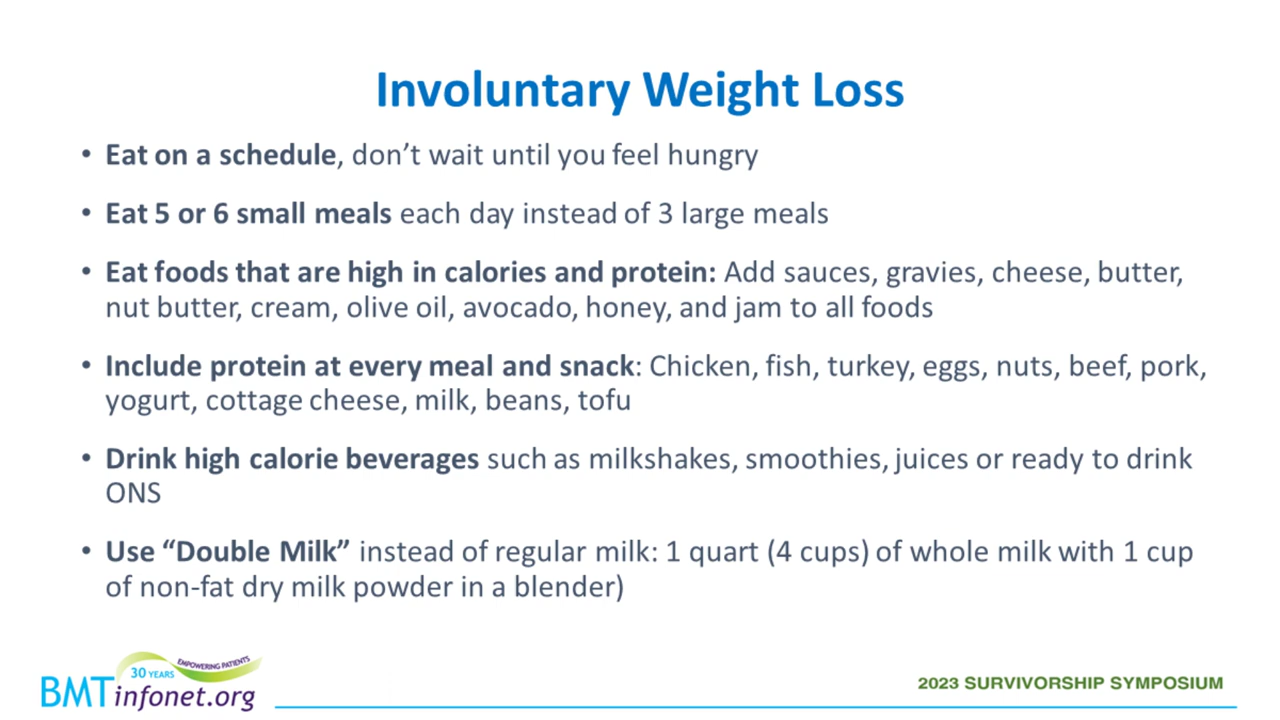 Involuntary Weight Loss
• Eat on a schedule, don’t wait until you feel hungry
• Eat 5 or 6 small meals each day instead of 3 large meals
• Eat foods that are high in calories and protein: Add sauces, gravies, cheese, butter,
nut butter, cream, olive oil, avocado, honey, and jam to all foods
• Include protein at every meal and snack: Chicken, fish, turkey, eggs, nuts, beef, pork,
yogurt, cottage cheese, milk, beans, tofu
• Drink high calorie beverages such as milkshakes, smoothies, juices or ready to drink
ONS
• Use “Double Milk” instead of regular milk: 1 quart (4 cups) of whole milk with 1 cup
of non-fat dry milk powder in a blender)
30 YEARS EMPOWERING PATIENTS
BMTinfonet.org
2023 SURVIVORSHIP SYMPOSIUM